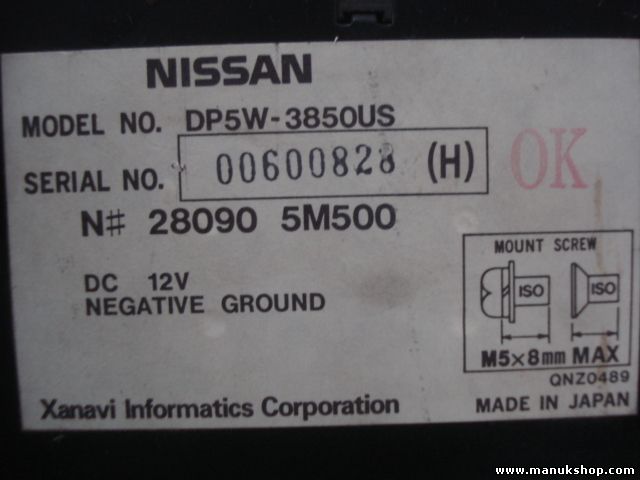 NISSAN
MODEL NO. DP5W-3850US
SERIAL NO. 00600828 (H) OK
N# 28090 5M500
DC 12V
NEGATIVE GROUND
MOUNT SCREW
ISO ISO
M5×8mm MAX
QNZ0489
Xanavi Informatics Corporation
MADE IN JAPAN
www.manukshop.com